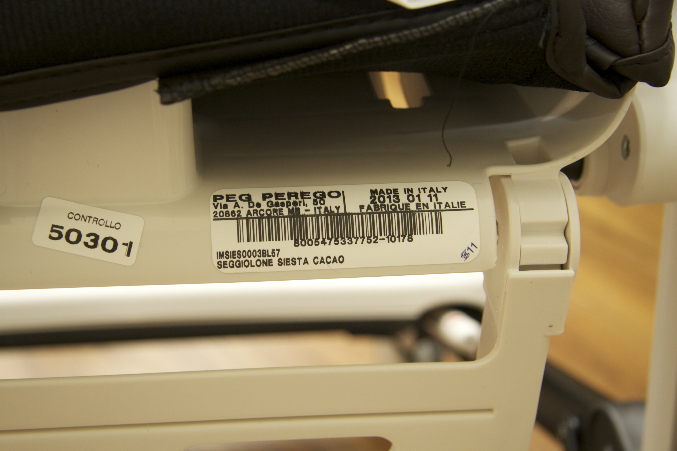 CONTROLLO
50301
PEG PEREGO
Via A. De Gasperi, 50
20862 ARCORE MB - ITALY
MADE IN ITALY
2013 01 11
FABRIQUE EN ITALIE
8005475337752-10178
IMSIES0003BL57
SEGGIOLONE SIESTA CACAO